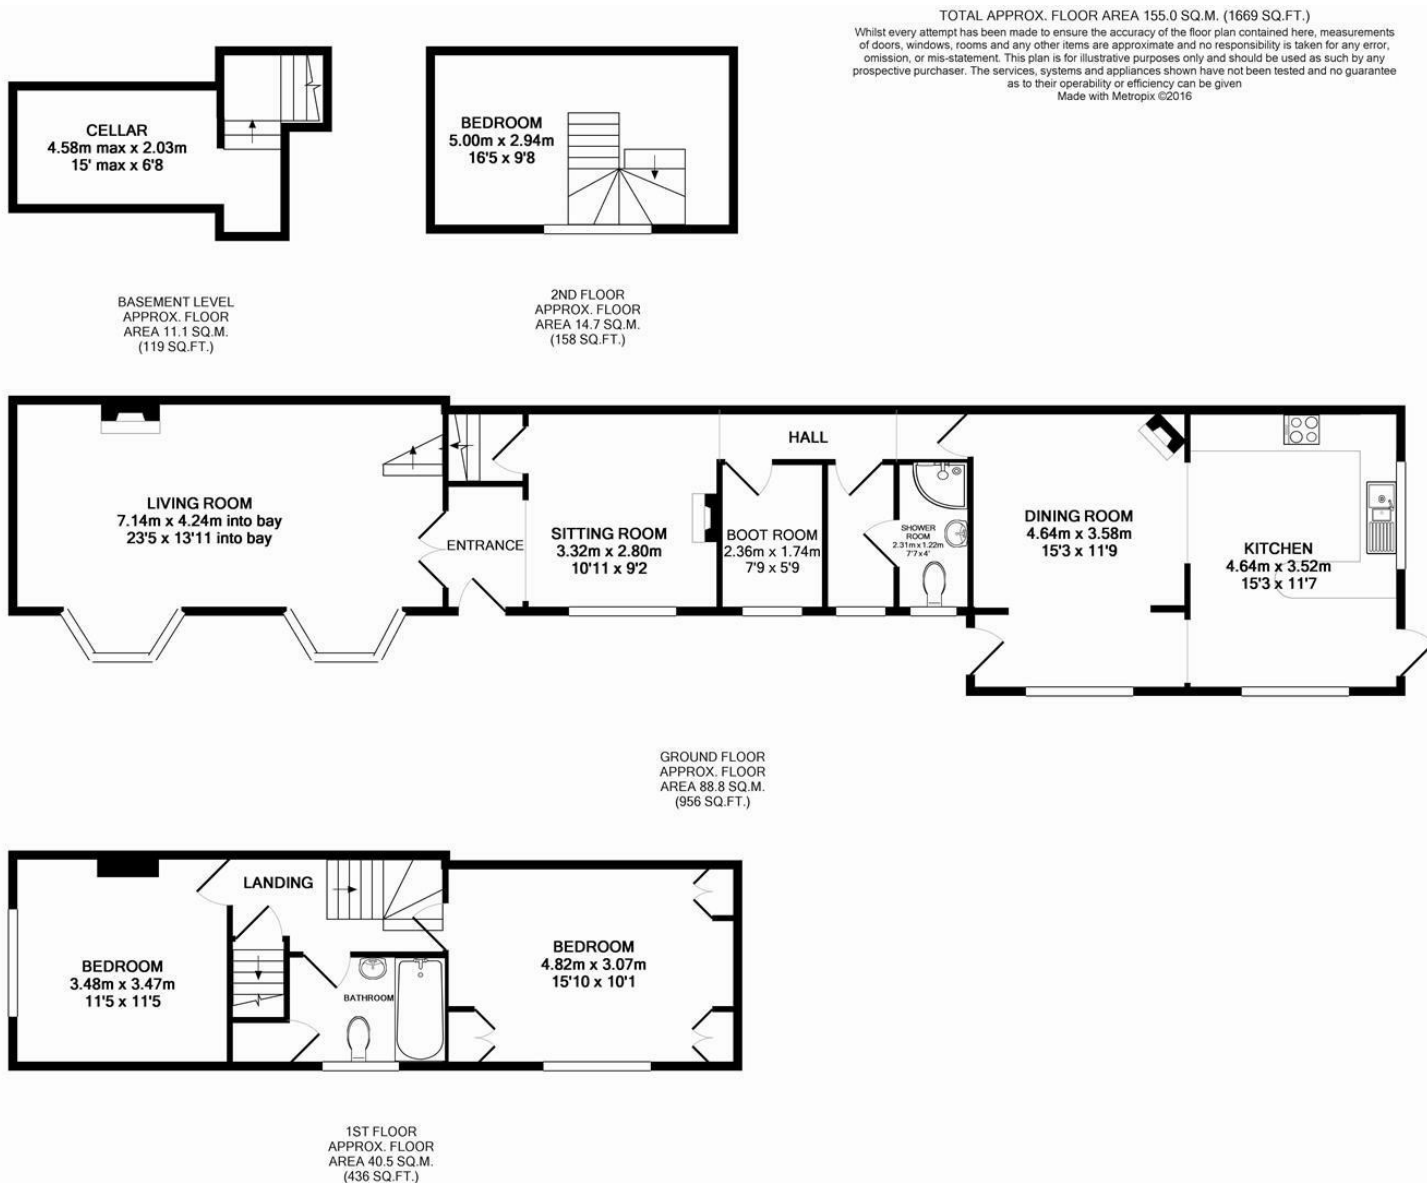 TOTAL APPROX. FLOOR AREA 155.0 SQ.M. (1669 SQ.FT.)
Whilst every attempt has been made to ensure the accuracy of the floor plan contained here, measurements
of doors, windows, rooms and any other items are approximate and no responsibility is taken for any error,
omission, or mis-statement. This plan is for illustrative purposes only and should be used as such by any
prospective purchaser. The services, systems and appliances shown have not been tested and no guarantee
as to their operability or efficiency can be given
Made with Metropix ©2016
CELLAR
4.58m max x 2.03m
15' max x 6'8
BEDROOM
5.00m x 2.94m
16'5 x 9'8
BASEMENT LEVEL
APPROX. FLOOR
AREA 11.1 SQ.M.
(119 SQ.FT.)
2ND FLOOR
APPROX. FLOOR
AREA 14.7 SQ.M.
(158 SQ.FT.)
LIVING ROOM
7.14m x 4.24m into bay
23'5 x 13'11 into bay
ENTRANCE
SITTING ROOM
3.32m x 2.80m
10'11 x 9'2
HALL
BOOT ROOM
2.36m x 1.74m
7'9 x 5'9
SHOWER
ROOM
2.31m x 1.22m
7'7 x 4'
DINING ROOM
4.64m x 3.58m
15'3 x 11'9
KITCHEN
4.64m x 3.52m
15'3 x 11'7
GROUND FLOOR
APPROX. FLOOR
AREA 88.8 SQ.M.
(956 SQ.FT.)
LANDING
BEDROOM
3.48m x 3.47m
11'5 x 11'5
BATHROOM
BEDROOM
4.82m x 3.07m
15'10 x 10'1
1ST FLOOR
APPROX. FLOOR
AREA 40.5 SQ.M.
(436 SQ.FT.)